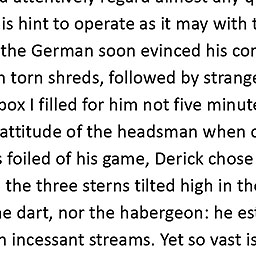 d attentively regard almost any q
is hint to operate as it may with t
the German soon evinced his cor
n torn shreds, followed by strange
box I filled for him not five minute
attitude of the headsman when c
s foiled of his game, Derick chose
the three sterns tilted high in the
e dart, nor the habergeon: he est
n incessant streams. Yet so vast is